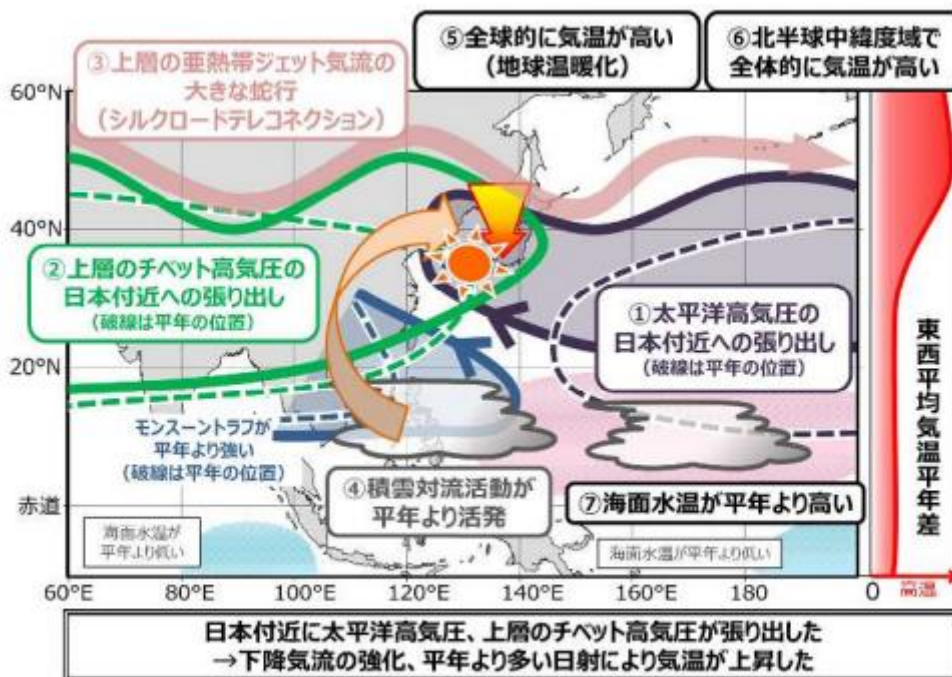 ③上層の亜熱帯ジェット気流の
大きな蛇行
(シルクロードテレコネクション)
⑤全球的に気温が高い
(地球温暖化)
⑥北半球中緯度域で
全体的に気温が高い
60°N
40°N
②上層のチベット高気圧の
日本付近への張り出し
(破線は平年の位置)
①太平洋高気圧の
日本付近への張り出し
(破線は平年の位置)
20°N
モンスーントラフが
平年より強い
(破線は平年の位置)
④積雲対流活動が
平年より活発
⑦海面水温が平年より高い
赤道
海面水温が
平年より低い
海面水温が平年より低い
東西平均気温平年差
60°E
80°E
100°E
120°E
140°E
160°E
180
0
高温
日本付近に太平洋高気圧、上層のチベット高気圧が張り出した
→下降気流の強化、平年より多い日射により気温が上昇した